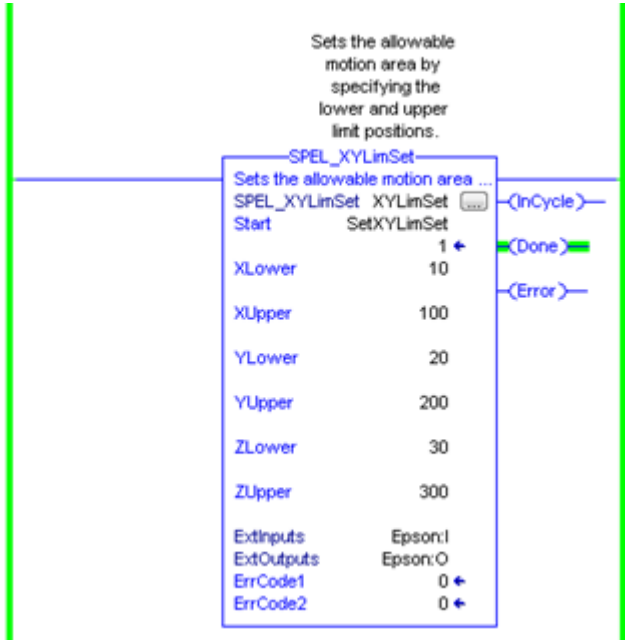 Sets the allowable
motion area by
specifying the
lower and upper
limit positions.
SPEL_XYLimSet
Sets the allowable motion area ...
SPEL_XYLimSet XYLimSet ... (InCycle)
Start SetXYLimSet
1 (Done)
XLower 10
(Error)
XUpper 100
YLower 20
YUpper 200
ZLower 30
ZUpper 300
ExtInputs Epson:I
ExtOutputs Epson:O
ErrCode1 0
ErrCode2 0